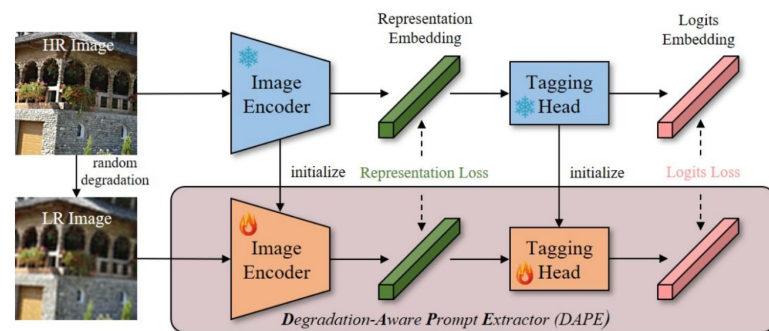 Representation
Embedding
Logits
Embedding
HR Image
Image
Encoder
Tagging
Head
random
degradation
initialize
Representation Loss
initialize
Logits Loss
LR Image
Image
Encoder
Tagging
Head
Degradation-Aware Prompt Extractor (DAPE)